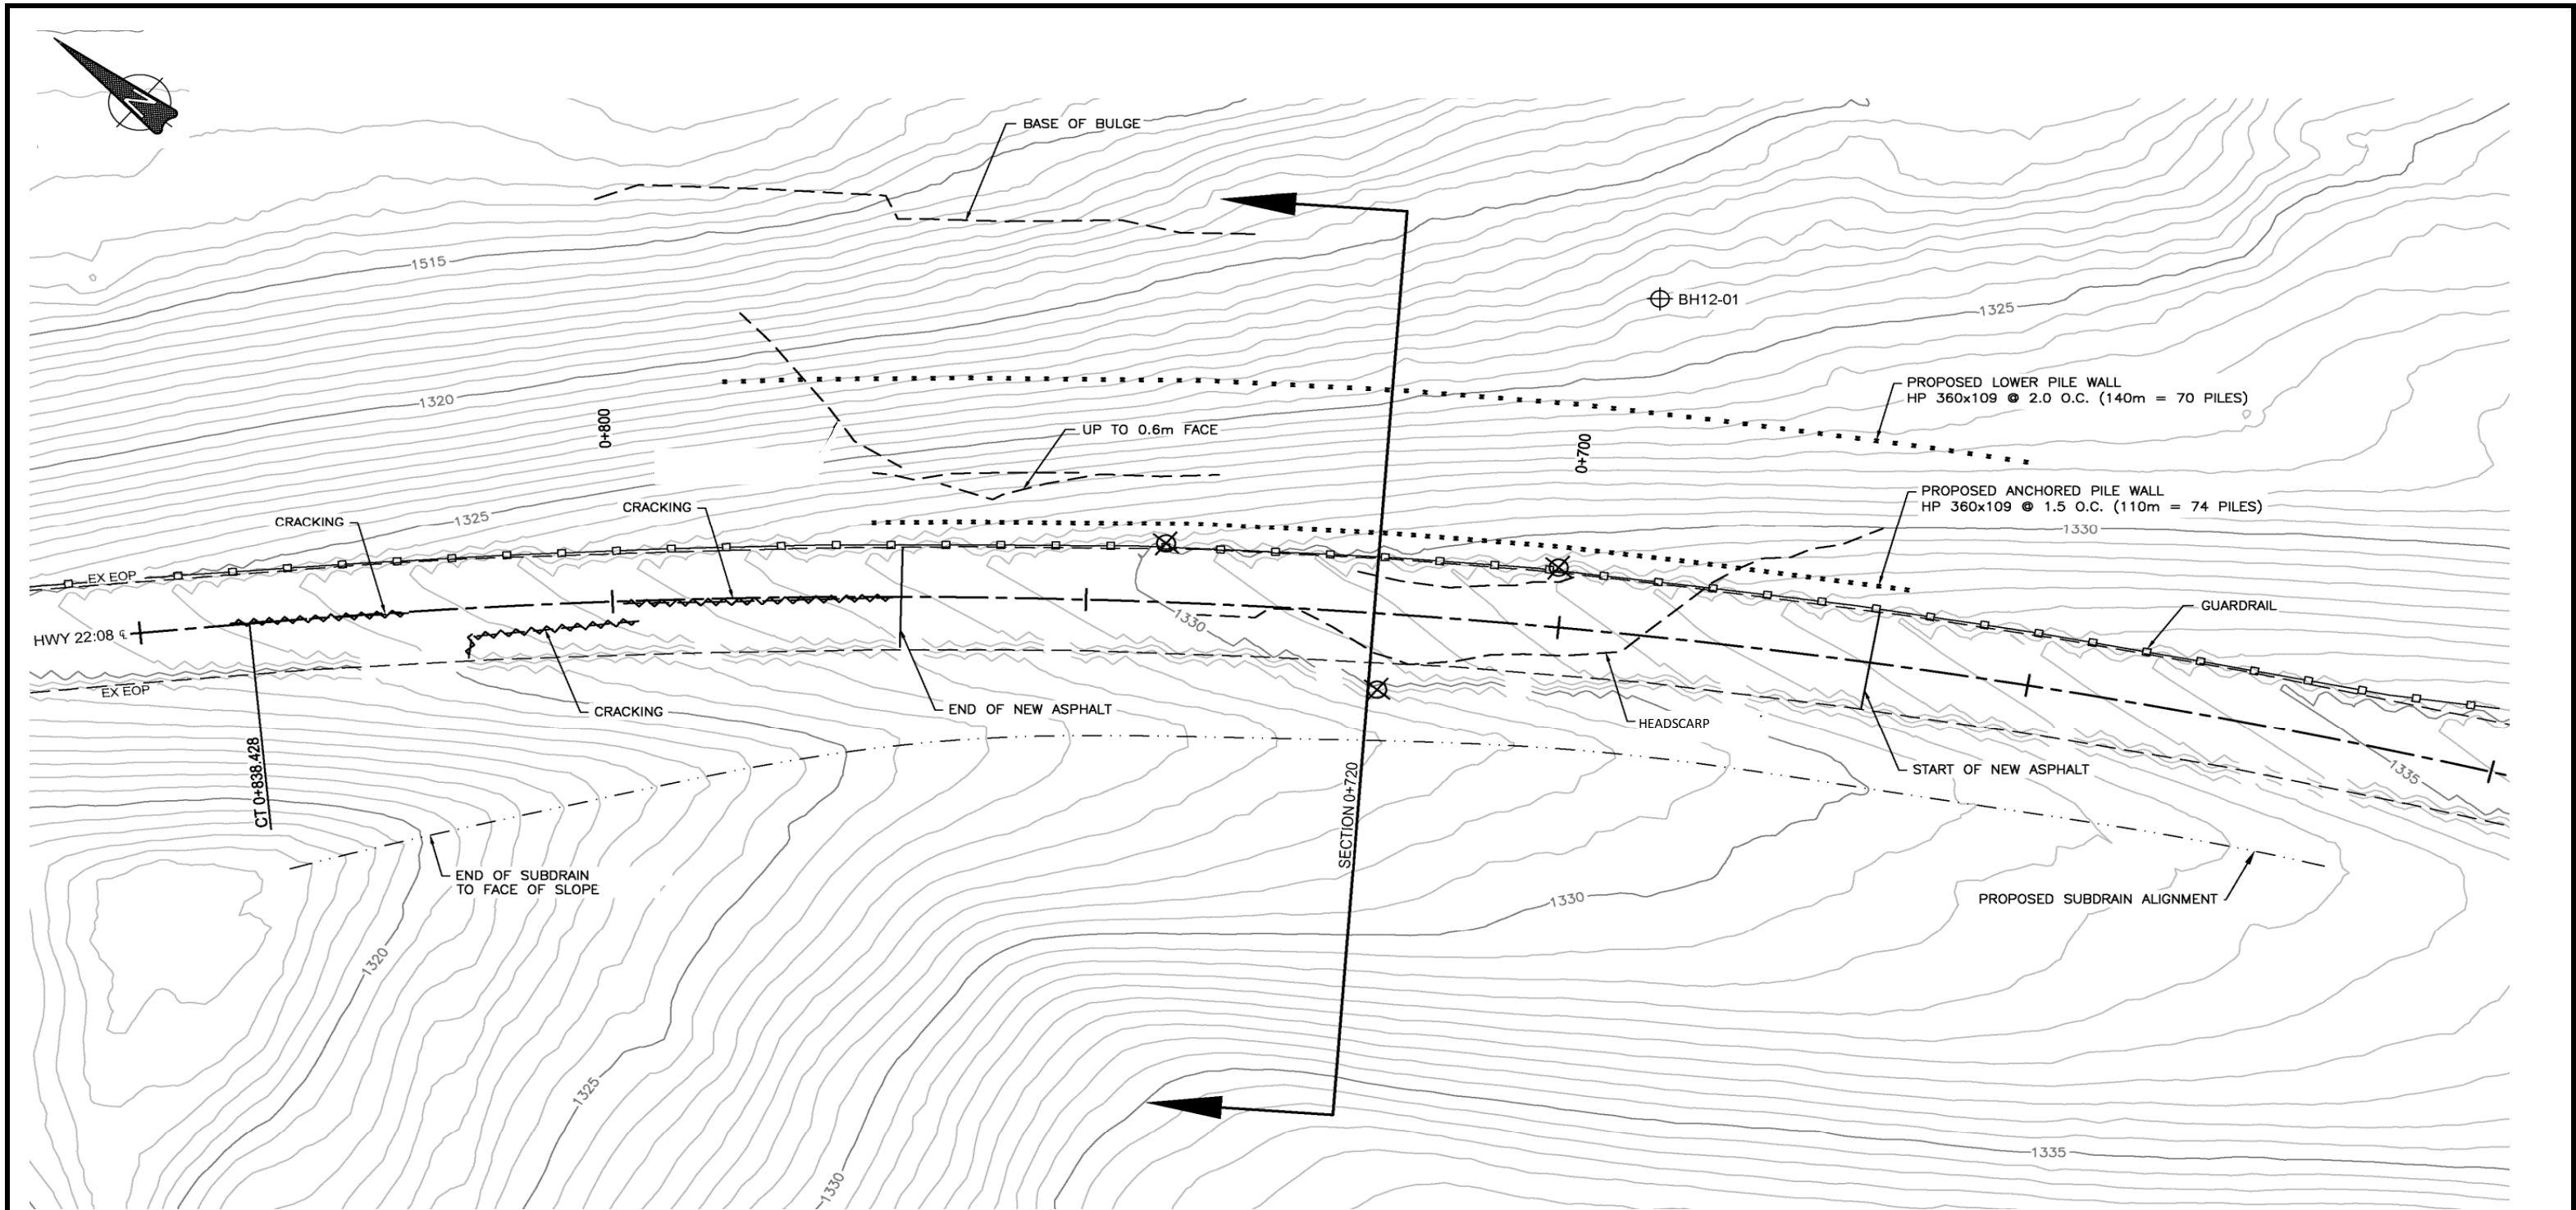 N
BASE OF BULGE
1515
BH12-01
1325
1320
0+800
UP TO 0.6m FACE
0+700
PROPOSED LOWER PILE WALL
HP 360x109 @ 2.0 O.C. (140m = 70 PILES)
PROPOSED ANCHORED PILE WALL
HP 360x109 @ 1.5 O.C. (110m = 74 PILES)
CRACKING
CRACKING
1325
1330
EX EOP
HWY 22:08 ℄
1330
GUARDRAIL
EX EOP
CRACKING
END OF NEW ASPHALT
HEADSCARP
START OF NEW ASPHALT
1335
CT 0+838.428
SECTION 0+720
END OF SUBDRAIN
TO FACE OF SLOPE
1330
PROPOSED SUBDRAIN ALIGNMENT
1320
1325
1330
1335